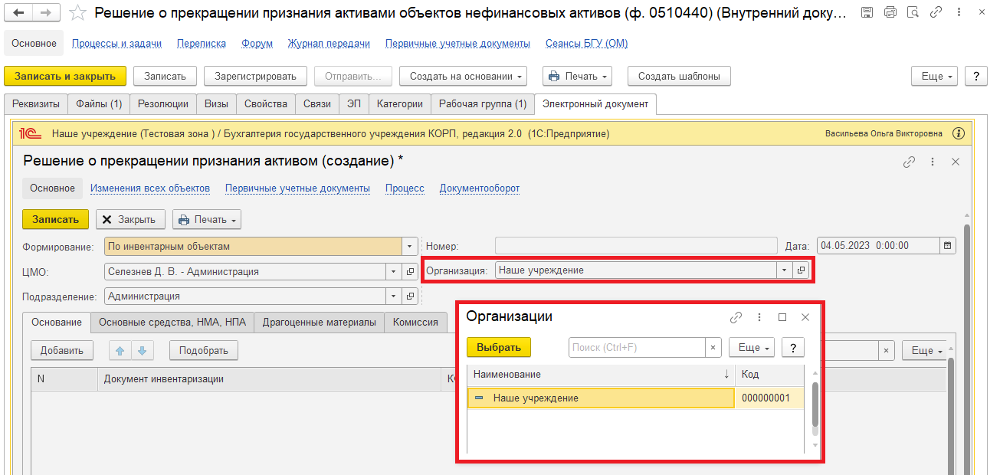 Решение о прекращении признания активами объектов нефинансовых активов (ф. 0510440) (Внутренний доку...
Основное Процессы и задачи Переписка Форум Журнал передачи Первичные учетные документы Сеансы БГУ (ОМ)
Записать и закрыть Записать Зарегистрировать Отправить... Создать на основании Печать Создать шаблоны Еще ?
Реквизиты Файлы (1) Резолюции Визы Свойства Связи ЭП Категории Рабочая группа (1) Электронный документ
1С Наше учреждение (Тестовая зона ) / Бухгалтерия государственного учреждения КОРП, редакция 2.0 (1С:Предприятие) Васильева Ольга Викторовна
Решение о прекращении признания активом (создание) *
Основное Изменения всех объектов Первичные учетные документы Процесс Документооборот
Записать Закрыть Печать
Формирование: По инвентарным объектам Номер: Дата: 04.05.2023 0:00:00
ЦМО: Селезнев Д. В. - Администрация Организация: Наше учреждение
Подразделение: Администрация
Основание Основные средства, НМА, НПА Драгоценные материалы Комиссия
Организации
Добавить Подобрать Еще
Выбрать Поиск (Ctrl+F) × Еще ?
N Документ инвентаризации
Наименование ↓ Код
Наше учреждение 000000001